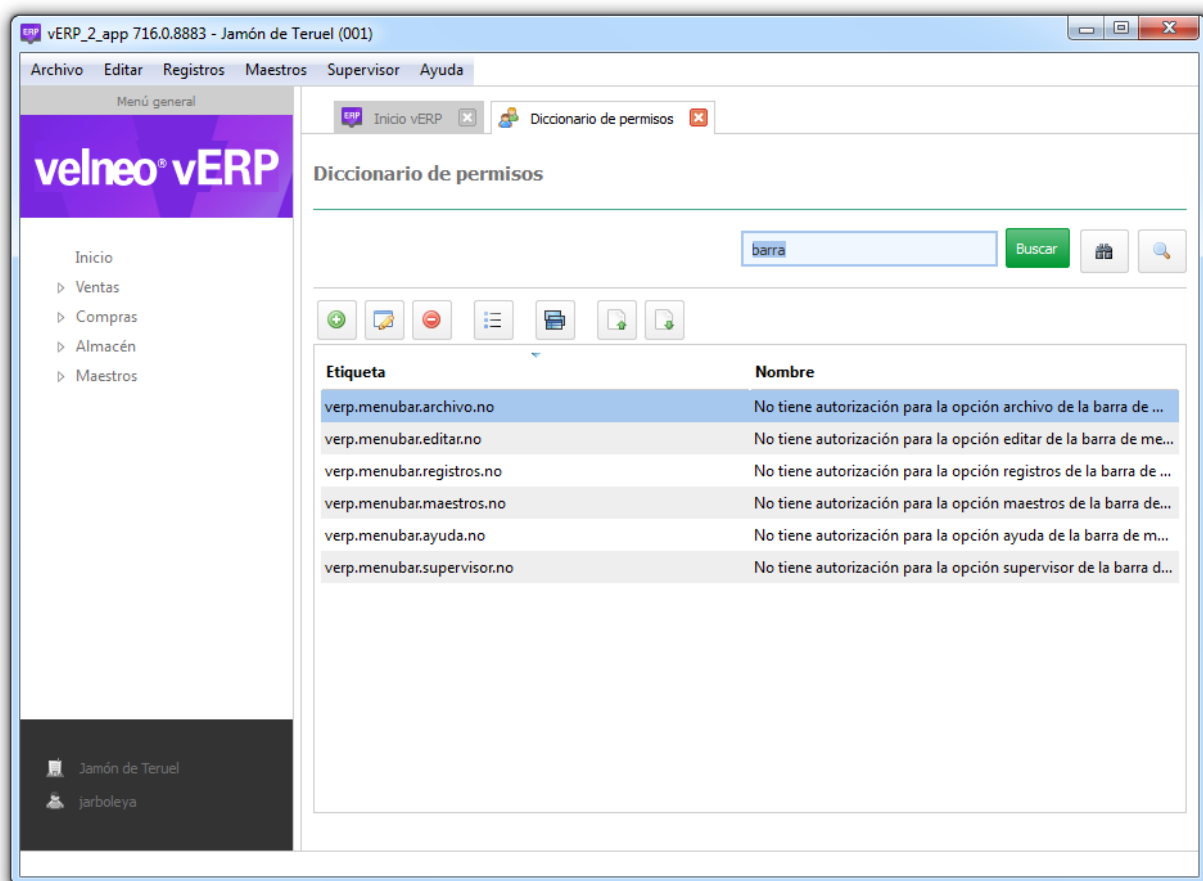 ERP vERP_2_app 716.0.8883 - Jamón de Teruel (001)
Archivo Editar Registros Maestros Supervisor Ayuda
Menú general
velneo® vERP
Inicio
Ventas
Compras
Almacén
Maestros
Jamón de Teruel
jarboleya
ERP Inicio vERP Diccionario de permisos
Diccionario de permisos
barra Buscar
Etiqueta Nombre
verp.menubar.archivo.no No tiene autorización para la opción archivo de la barra de ...
verp.menubar.editar.no No tiene autorización para la opción editar de la barra de me...
verp.menubar.registros.no No tiene autorización para la opción registros de la barra de ...
verp.menubar.maestros.no No tiene autorización para la opción maestros de la barra de...
verp.menubar.ayuda.no No tiene autorización para la opción ayuda de la barra de m...
verp.menubar.supervisor.no No tiene autorización para la opción supervisor de la barra d...